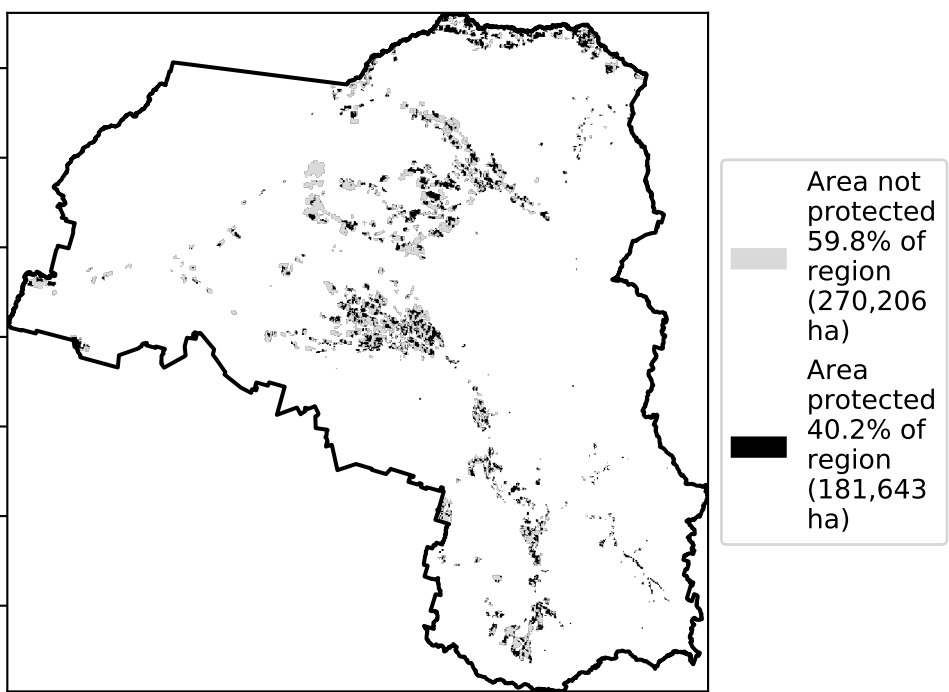 Area not
protected
59.8% of
region
(270,206
ha)
Area
protected
40.2% of
region
(181,643
ha)